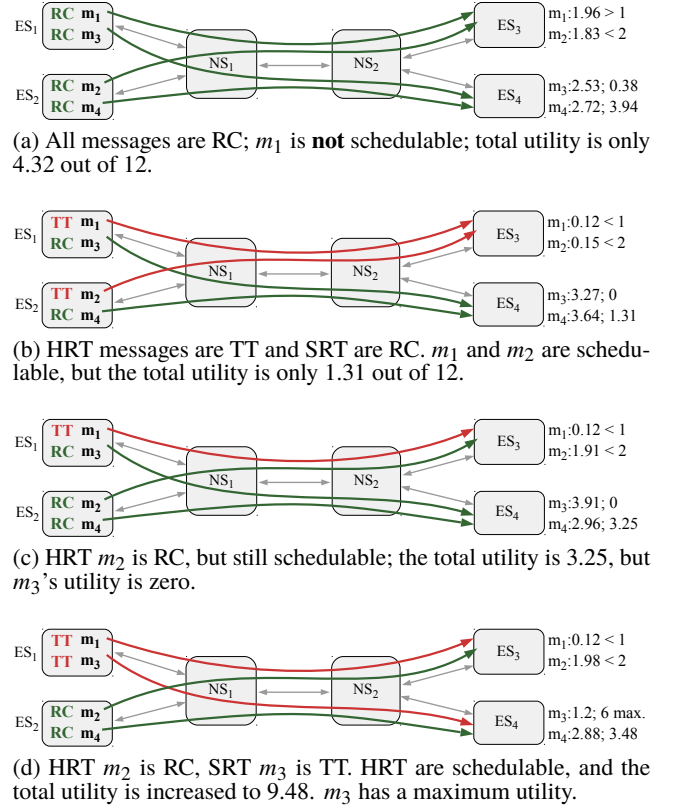 ES1 RC m1 RC m3 NS1 NS2 ES3 m1:1.96 > 1
m2:1.83 < 2
ES2 RC m2 RC m4 ES4 m3:2.53; 0.38
m4:2.72; 3.94
(a) All messages are RC; m1 is not schedulable; total utility is only
4.32 out of 12.
ES1 TT m1 RC m3 NS1 NS2 ES3 m1:0.12 < 1
m2:0.15 < 2
ES2 TT m2 RC m4 ES4 m3:3.27; 0
m4:3.64; 1.31
(b) HRT messages are TT and SRT are RC. m1 and m2 are schedu-
lable, but the total utility is only 1.31 out of 12.
ES1 TT m1 RC m3 NS1 NS2 ES3 m1:0.12 < 1
m2:1.91 < 2
ES2 RC m2 RC m4 ES4 m3:3.91; 0
m4:2.96; 3.25
(c) HRT m2 is RC, but still schedulable; the total utility is 3.25, but
m3's utility is zero.
ES1 TT m1 TT m3 NS1 NS2 ES3 m1:0.12 < 1
m2:1.98 < 2
ES2 RC m2 RC m4 ES4 m3:1.2; 6 max.
m4:2.88; 3.48
(d) HRT m2 is RC, SRT m3 is TT. HRT are schedulable, and the
total utility is increased to 9.48. m3 has a maximum utility.